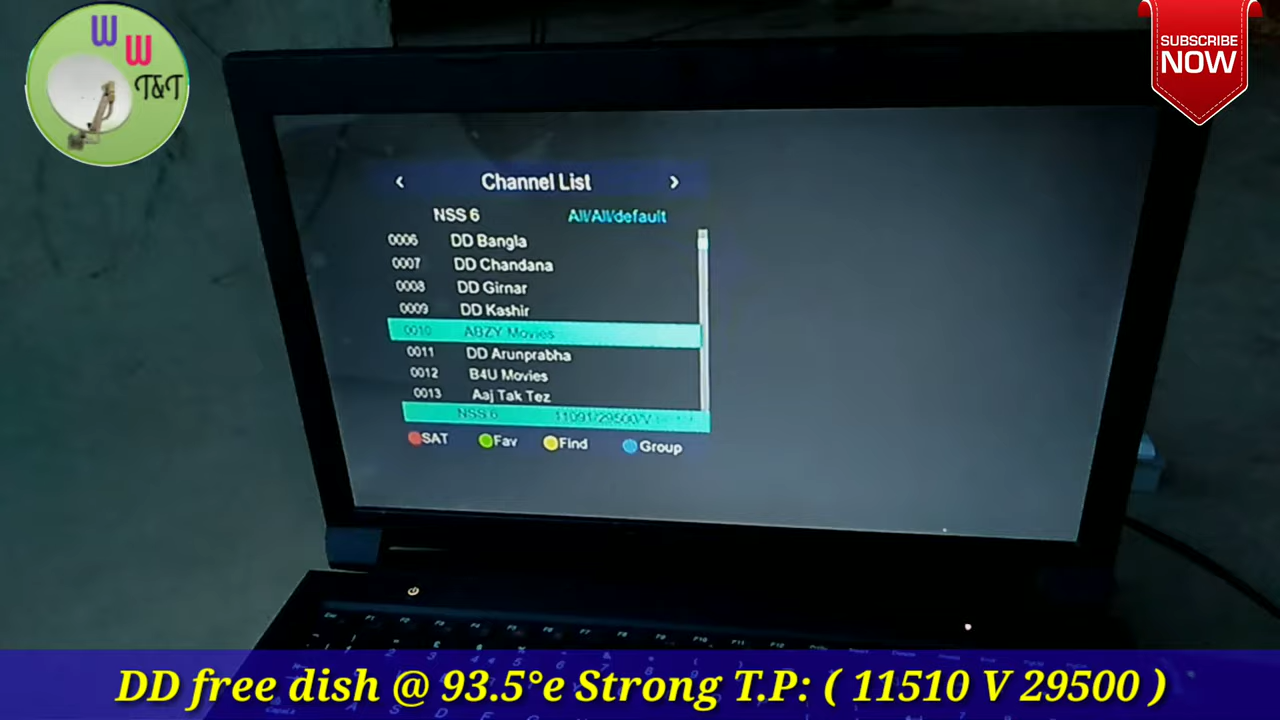 W
W
T&T
SUBSCRIBE
NOW
‹ Channel List ›
NSS 6 All/All/default
0006 DD Bangla
0007 DD Chandana
0008 DD Girnar
0009 DD Kashir
0010 ABZY Movies
0011 DD Arunprabha
0012 B4U Movies
0013 Aaj Tak Tez
NSS 6 11091/29500/V
SAT Fav Find Group
DD free dish @ 93.5°e Strong T.P: ( 11510 V 29500 )